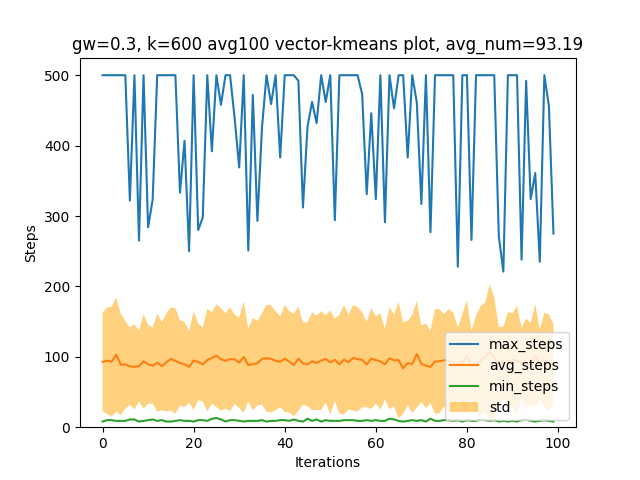 gw=0.3, k=600 avg100 vector-kmeans plot, avg_num=93.19
500
400
300
200
100
0
Steps
max_steps
avg_steps
min_steps
std
0 20 40 60 80 100
Iterations